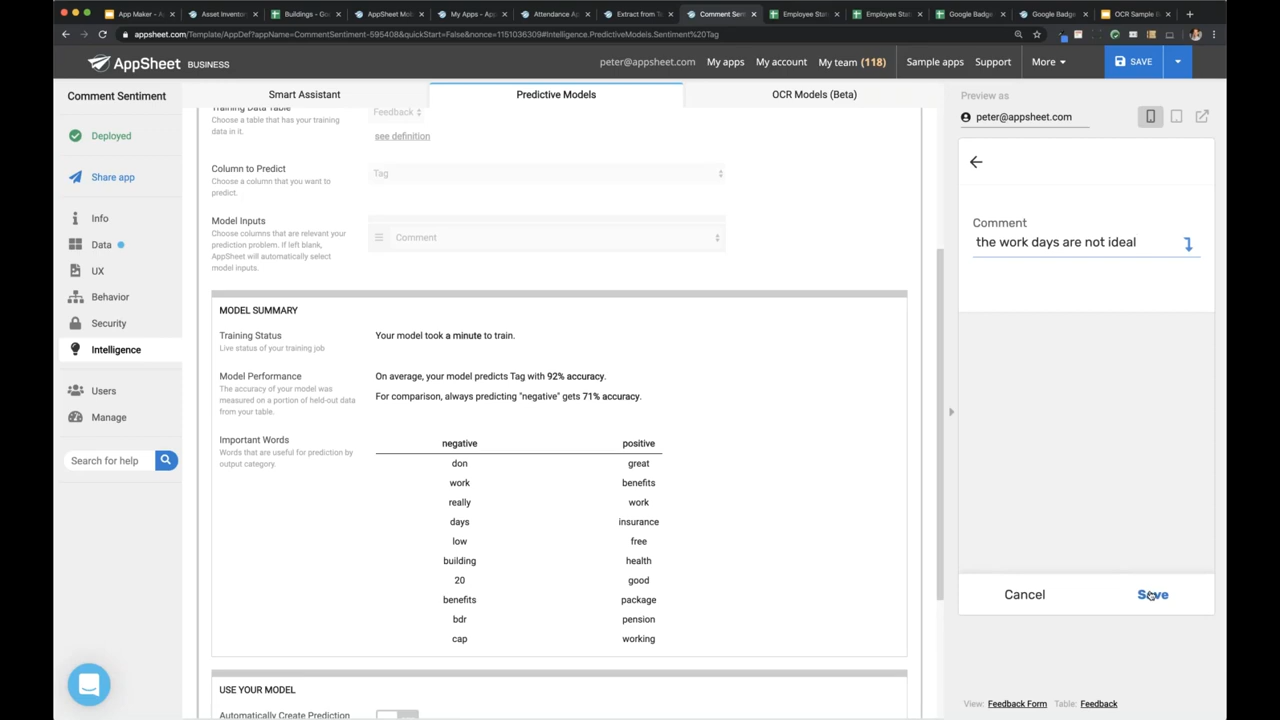 App Maker - A
Asset Inventor
Buildings - Go
AppSheet Mo
My Apps - Ap
Attendance Ap
Extract from T
Comment Sen
Employee Stat
Employee Stat
Google Badge
Google Badge
OCR Sample B
appsheet.com/Template/AppDef?appName=CommentSentiment-595408&quickStart=False&nonce=1151036309#Intelligence.PredictiveModels.Sentiment%20Tag
AppSheet BUSINESS
peter@appsheet.com
My apps
My account
My team (118)
Sample apps
Support
More
SAVE
Comment Sentiment
Deployed
Share app
Info
Data
UX
Behavior
Security
Intelligence
Users
Manage
Search for help
Smart Assistant
Predictive Models
OCR Models (Beta)
Training Data Table
Choose a table that has your training
data in it.
Feedback
see definition
Column to Predict
Choose a column that you want to
predict.
Tag
Model Inputs
Choose columns that are relevant your
prediction problem. If left blank,
AppSheet will automatically select
model inputs.
Comment
MODEL SUMMARY
Training Status
Live status of your training job
Your model took a minute to train.
Model Performance
The accuracy of your model was
measured on a portion of held-out data
from your table.
On average, your model predicts Tag with 92% accuracy.
For comparison, always predicting "negative" gets 71% accuracy.
Important Words
Words that are useful for prediction by
output category.
negative positive
don great
work benefits
really work
days insurance
low free
building health
20 good
benefits package
bdr pension
cap working
USE YOUR MODEL
Automatically Create Prediction
Preview as
peter@appsheet.com
Comment
the work days are not ideal
Cancel
Save
View: Feedback Form Table: Feedback